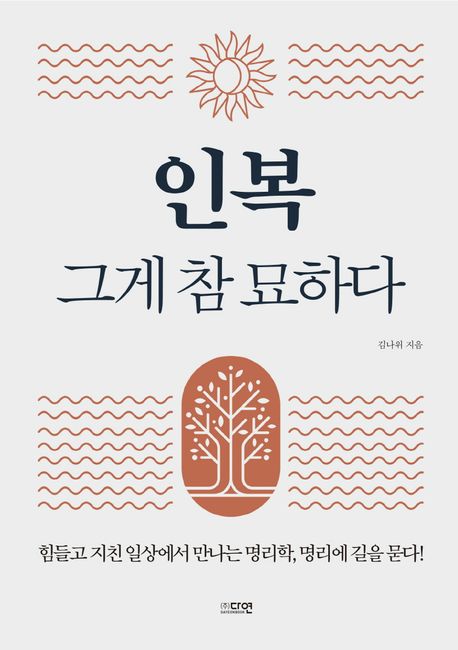 인복
그게 참 묘하다
김나위 지음
힘들고 지친 일상에서 만나는 명리학, 명리에 길을 묻다!
(주)다연
DAYEONBOOK